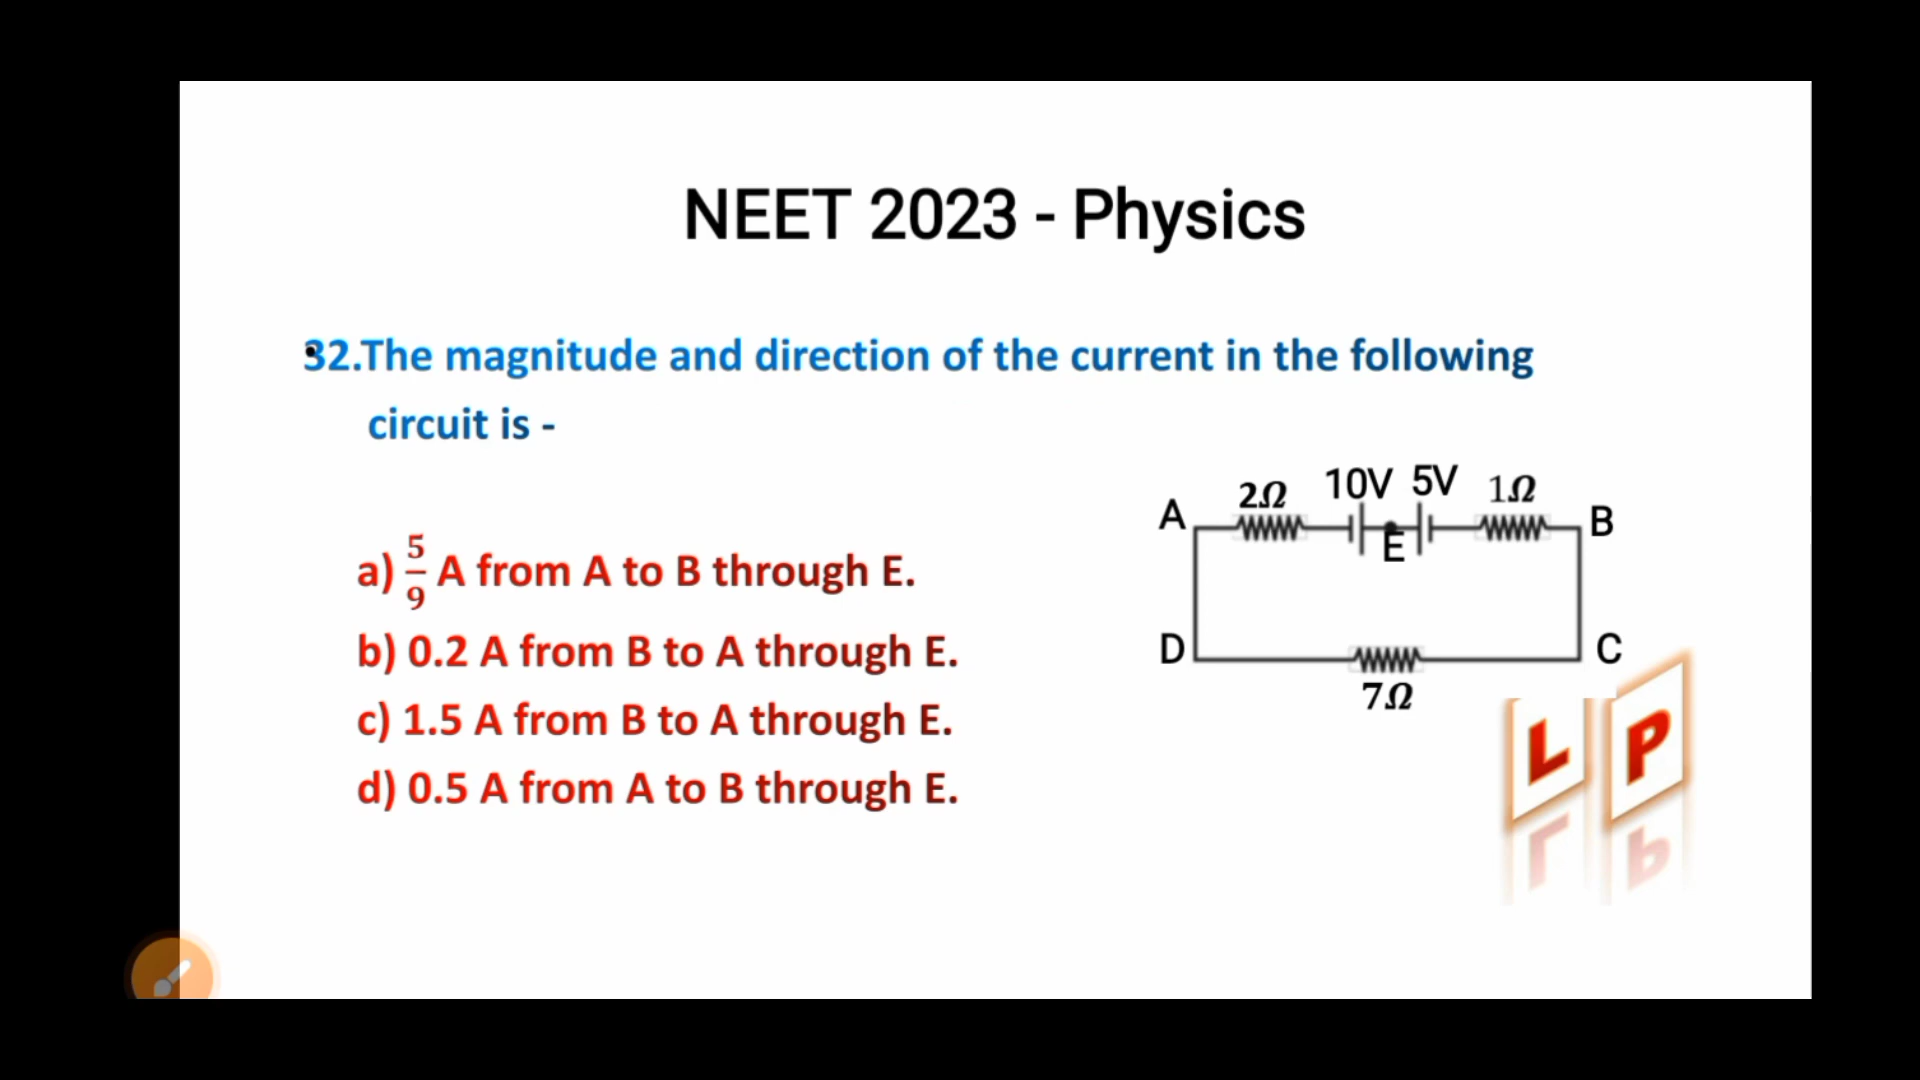 NEET 2023 - Physics
32.The magnitude and direction of the current in the following
circuit is -
a) 5/9 A from A to B through E.
b) 0.2 A from B to A through E.
c) 1.5 A from B to A through E.
d) 0.5 A from A to B through E.
2Ω 10V 5V 1Ω
A B
E
D C
7Ω
L P